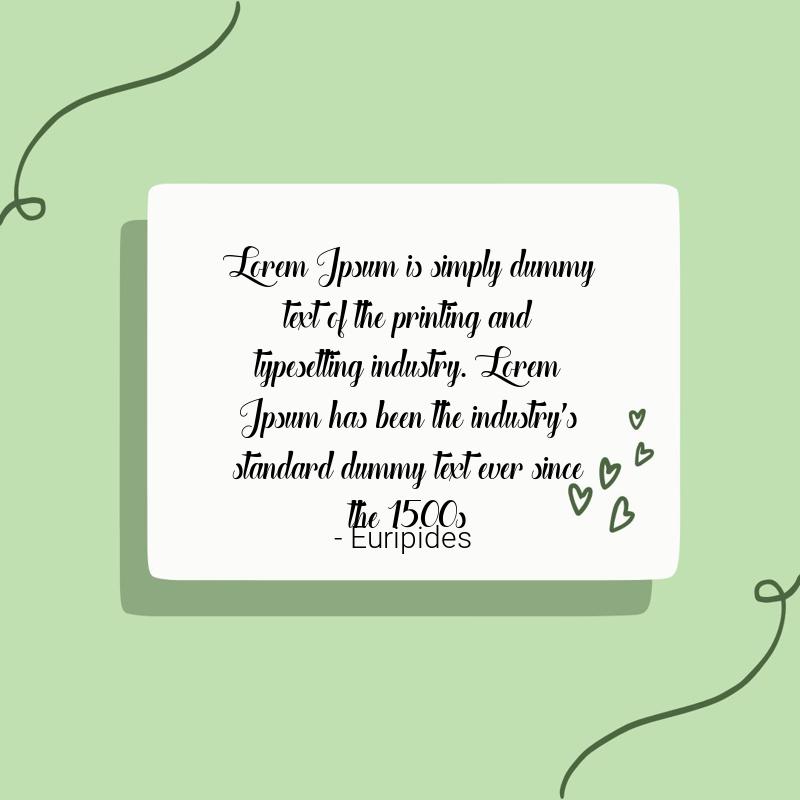 Lorem Ipsum is simply dummy
text of the printing and
typesetting industry. Lorem
Ipsum has been the industry's
standard dummy text ever since
the 1500s
- Euripides